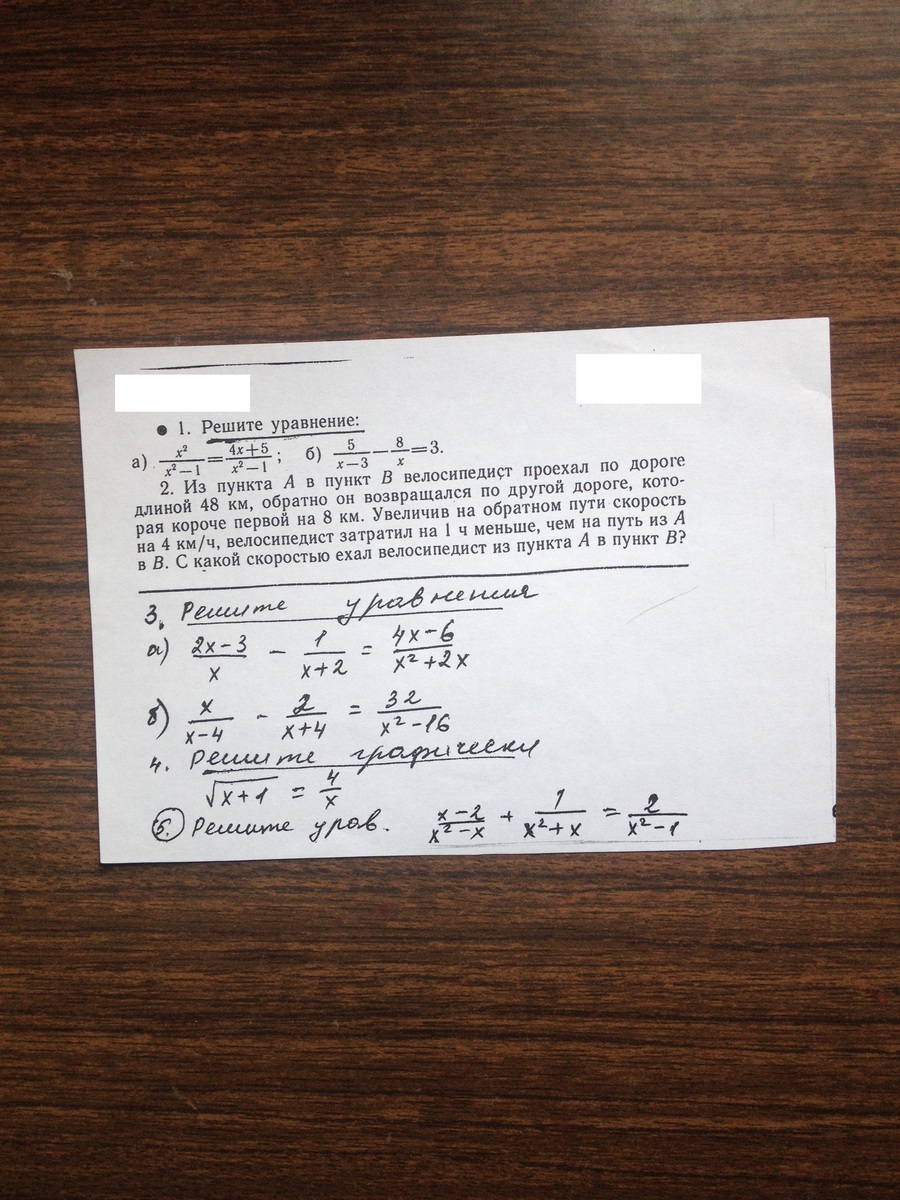 • 1. Решите уравнение:
а) x²/(x²−1) = (4x+5)/(x²−1); б) 5/(x−3) − 8/x = 3.
2. Из пункта A в пункт B велосипедист проехал по дороге
длиной 48 км, обратно он возвращался по другой дороге, кото-
рая короче первой на 8 км. Увеличив на обратном пути скорость
на 4 км/ч, велосипедист затратил на 1 ч меньше, чем на путь из A
в B. С какой скоростью ехал велосипедист из пункта A в пункт B?
3. Решите уравнения
а) (2x−3)/x − 1/(x+2) = (4x−6)/(x²+2x)
б) x/(x−4) − 2/(x+4) = 32/(x²−16)
4. Решите графически
√(x+1) = 4/x
5. Решите урав. (x−2)/(x²−x) + 1/(x²+x) = 2/(x²−1)